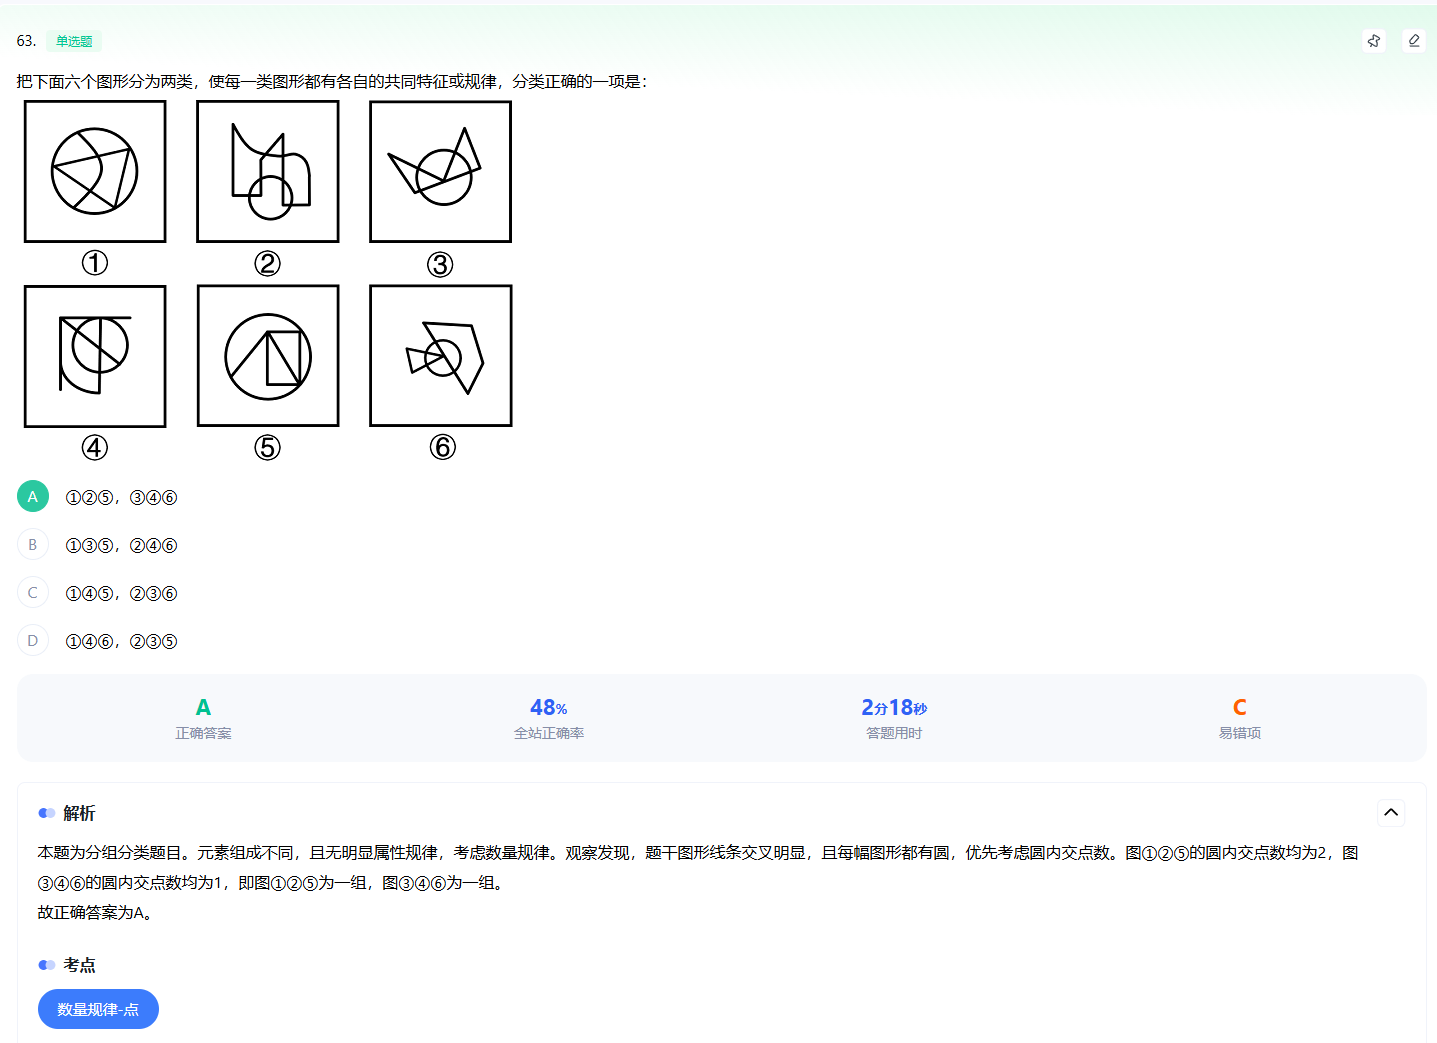 63. 单选题
把下面六个图形分为两类，使每一类图形都有各自的共同特征或规律，分类正确的一项是：
① ② ③
④ ⑤ ⑥
A ①②⑤，③④⑥
B ①③⑤，②④⑥
C ①④⑤，②③⑥
D ①④⑥，②③⑤
A 48% 2分18秒 C
正确答案 全站正确率 答题用时 易错项
解析
本题为分组分类题目。元素组成不同，且无明显属性规律，考虑数量规律。观察发现，题干图形线条交叉明显，且每幅图形都有圆，优先考虑圆内交点数。图①②⑤的圆内交点数均为2，图
③④⑥的圆内交点数均为1，即图①②⑤为一组，图③④⑥为一组。
故正确答案为A。
考点
数量规律-点